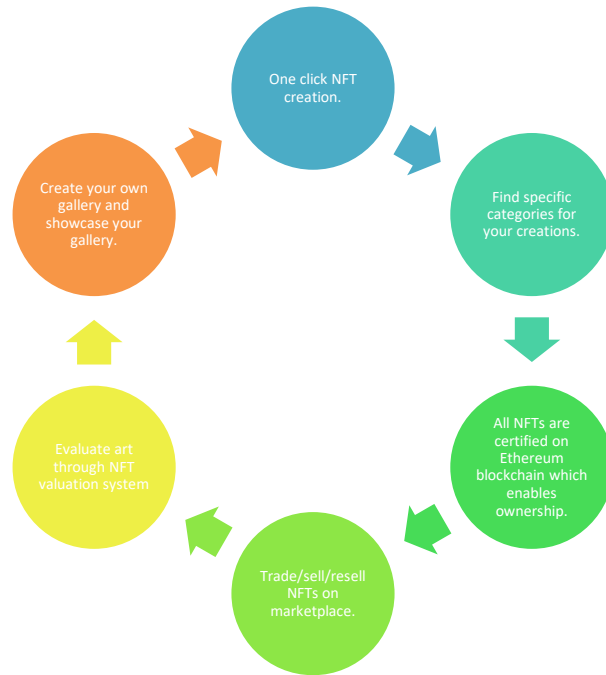 One click NFT
creation.
Find specific
categories for
your creations.
All NFTs are
certified on
Ethereum
blockchain which
enables
ownership.
Trade/sell/resell
NFTs on
marketplace.
Evaluate art
through NFT
valuation system
Create your own
gallery and
showcase your
gallery.